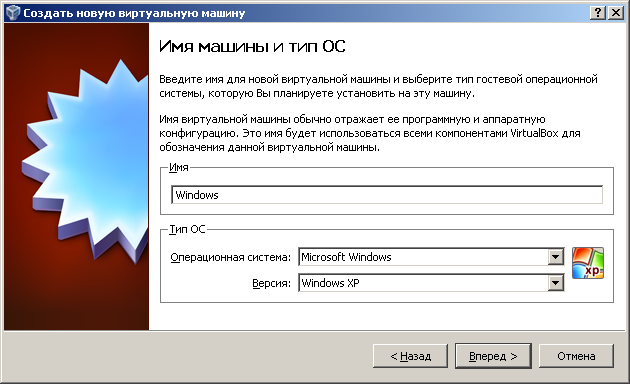 Создать новую виртуальную машину
Имя машины и тип ОС
Введите имя для новой виртуальной машины и выберите тип гостевой операционной
системы, которую Вы планируете установить на эту машину.
Имя виртуальной машины обычно отражает ее программную и аппаратную
конфигурацию. Это имя будет использоваться всеми компонентами VirtualBox для
обозначения данной виртуальной машины.
Имя
Windows
Тип ОС
Операционная система: Microsoft Windows
xp
Версия: Windows XP
< Назад Вперед > Отмена